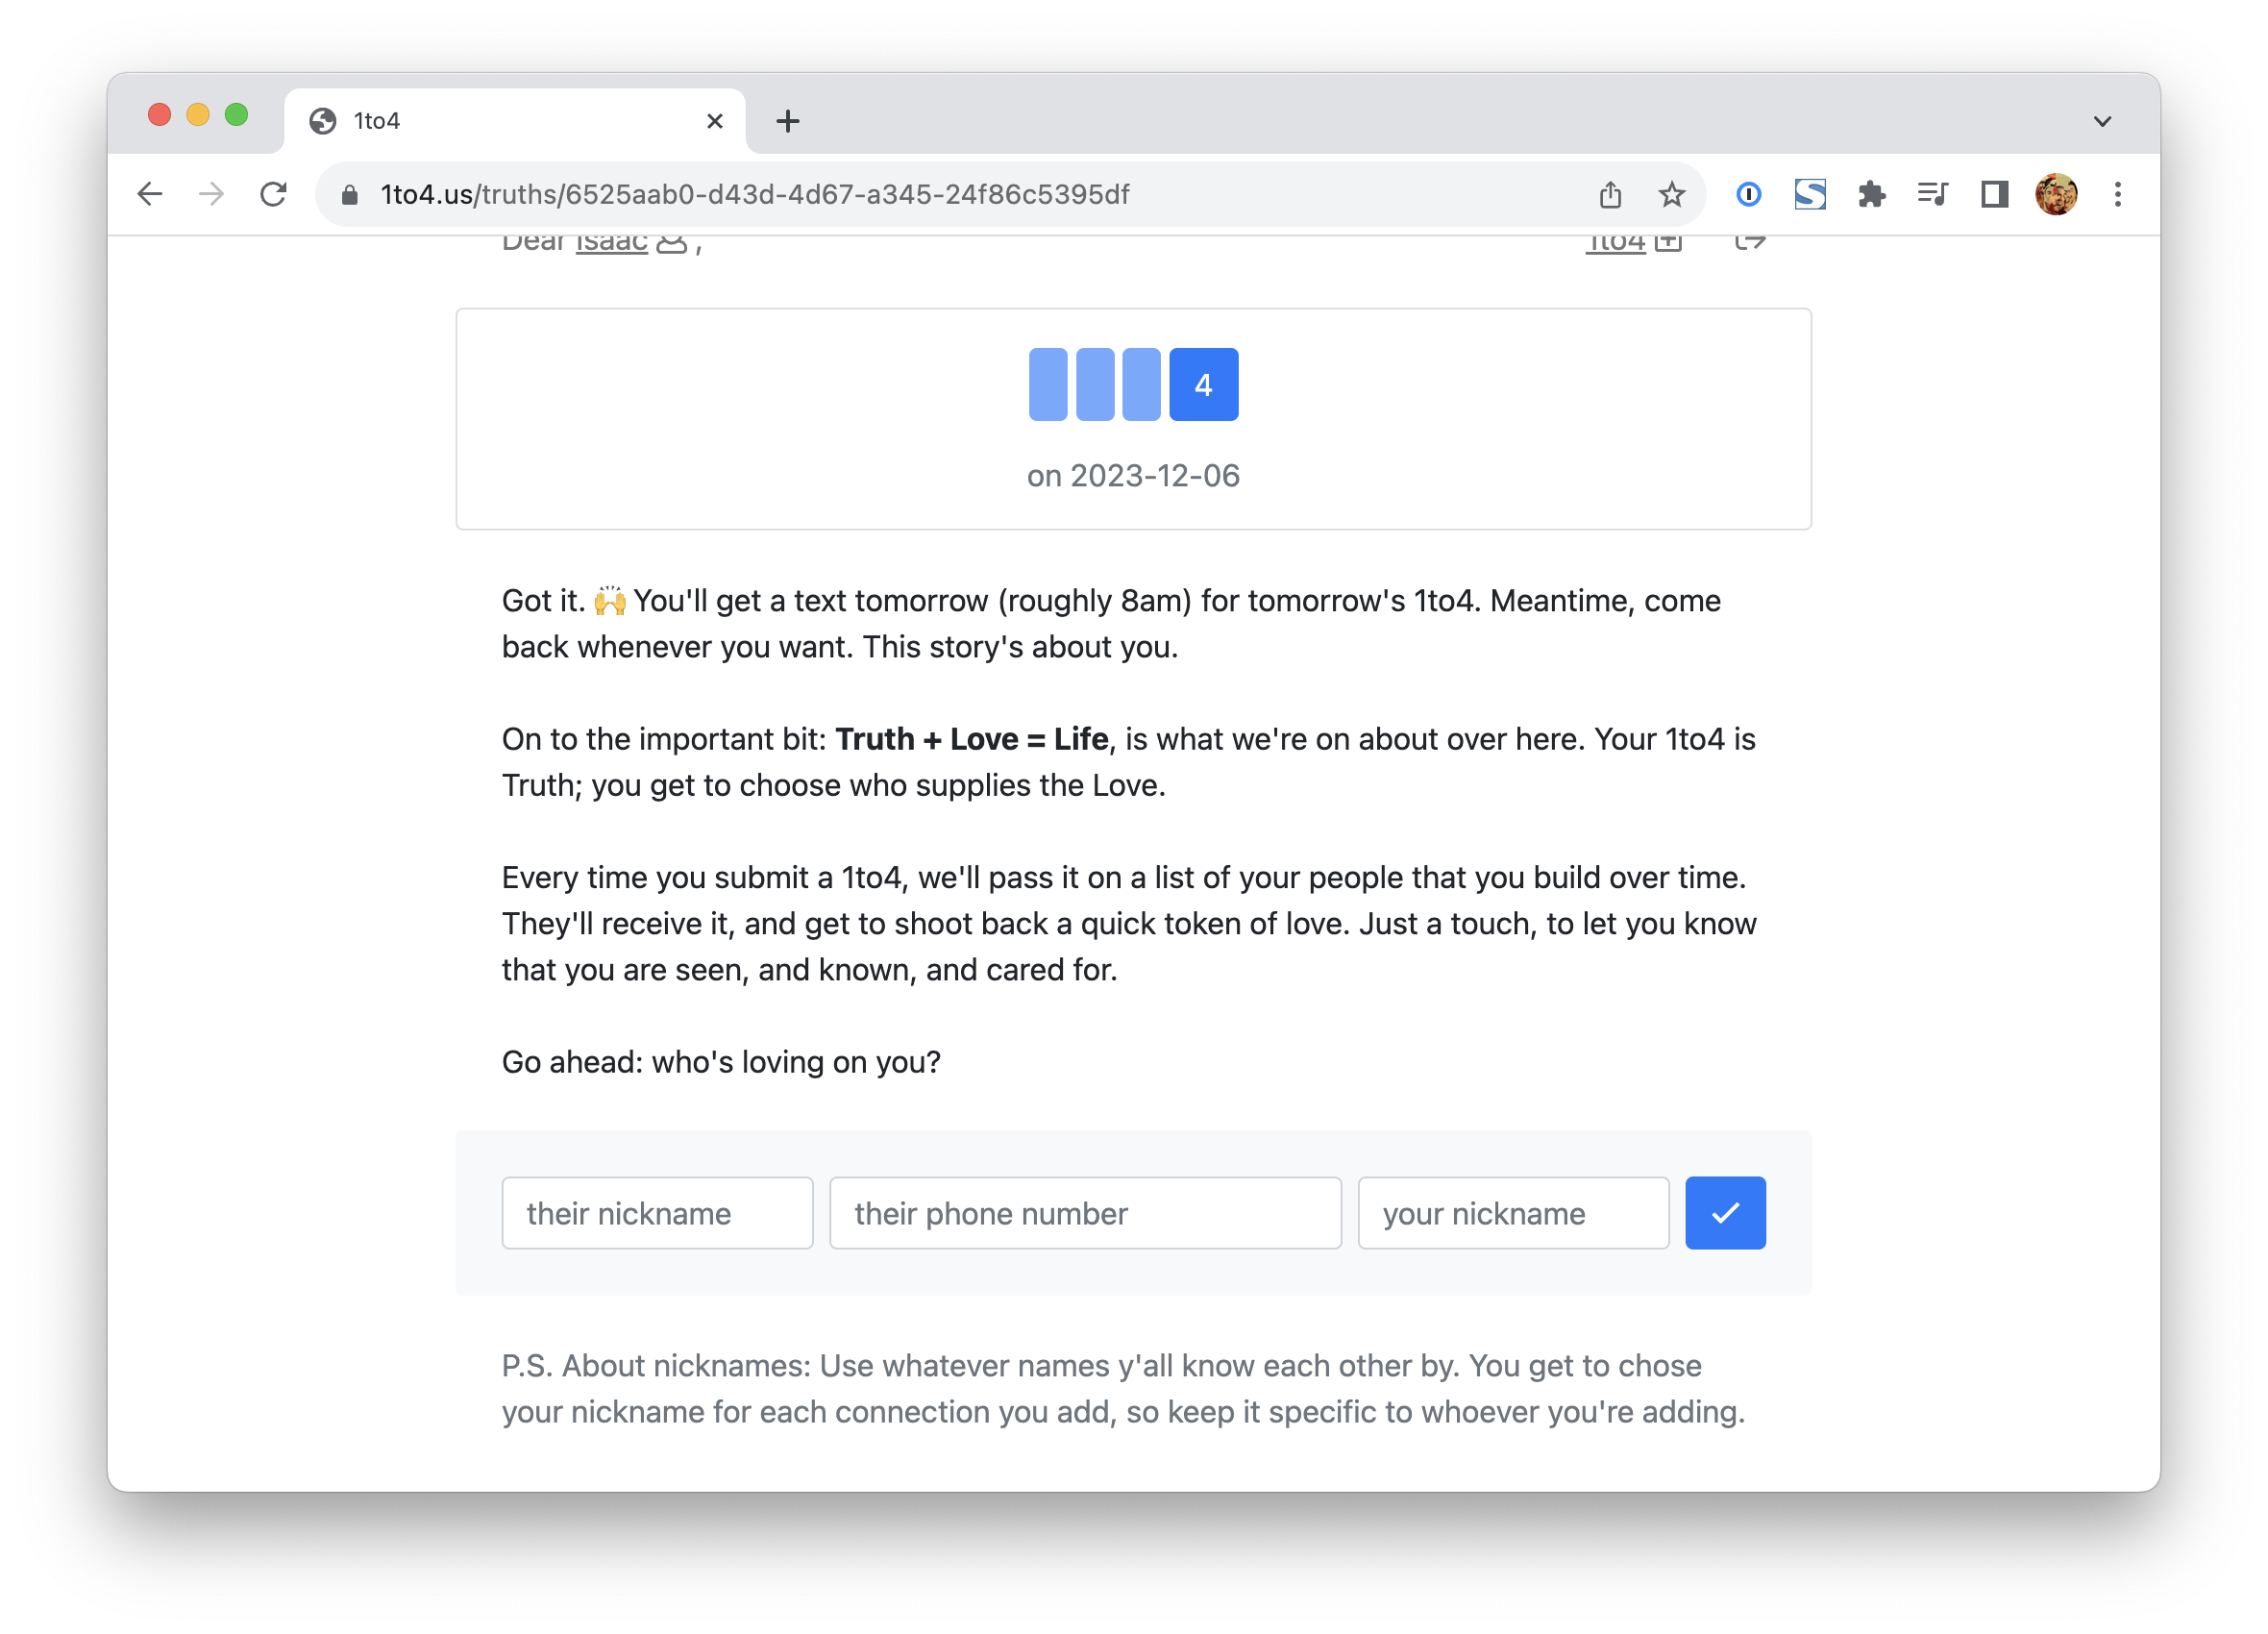 1to4
1to4.us/truths/6525aab0-d43d-4d67-a345-24f86c5395df
Dear Isaac , 1to4
4
on 2023-12-06
Got it. 🙌 You'll get a text tomorrow (roughly 8am) for tomorrow's 1to4. Meantime, come
back whenever you want. This story's about you.
On to the important bit: Truth + Love = Life, is what we're on about over here. Your 1to4 is
Truth; you get to choose who supplies the Love.
Every time you submit a 1to4, we'll pass it on a list of your people that you build over time.
They'll receive it, and get to shoot back a quick token of love. Just a touch, to let you know
that you are seen, and known, and cared for.
Go ahead: who's loving on you?
their nickname their phone number your nickname
P.S. About nicknames: Use whatever names y'all know each other by. You get to chose
your nickname for each connection you add, so keep it specific to whoever you're adding.